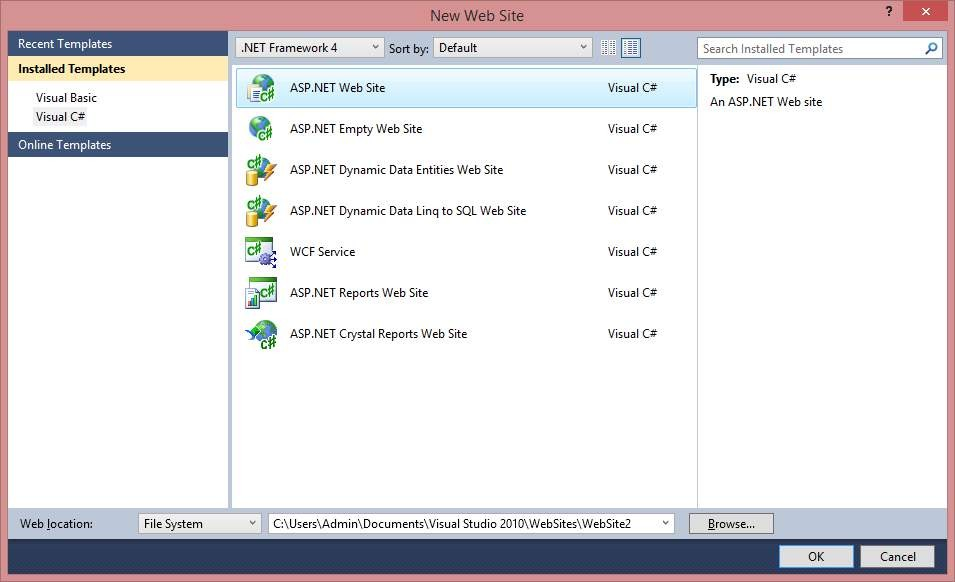 New Web Site
?
Recent Templates
Installed Templates
Visual Basic
Visual C#
Online Templates
.NET Framework 4 Sort by: Default
Search Installed Templates
ASP.NET Web Site Visual C#
ASP.NET Empty Web Site Visual C#
ASP.NET Dynamic Data Entities Web Site Visual C#
ASP.NET Dynamic Data Linq to SQL Web Site Visual C#
WCF Service Visual C#
ASP.NET Reports Web Site Visual C#
ASP.NET Crystal Reports Web Site Visual C#
Type: Visual C#
An ASP.NET Web site
Web location: File System C:\Users\Admin\Documents\Visual Studio 2010\WebSites\WebSite2 Browse...
OK Cancel